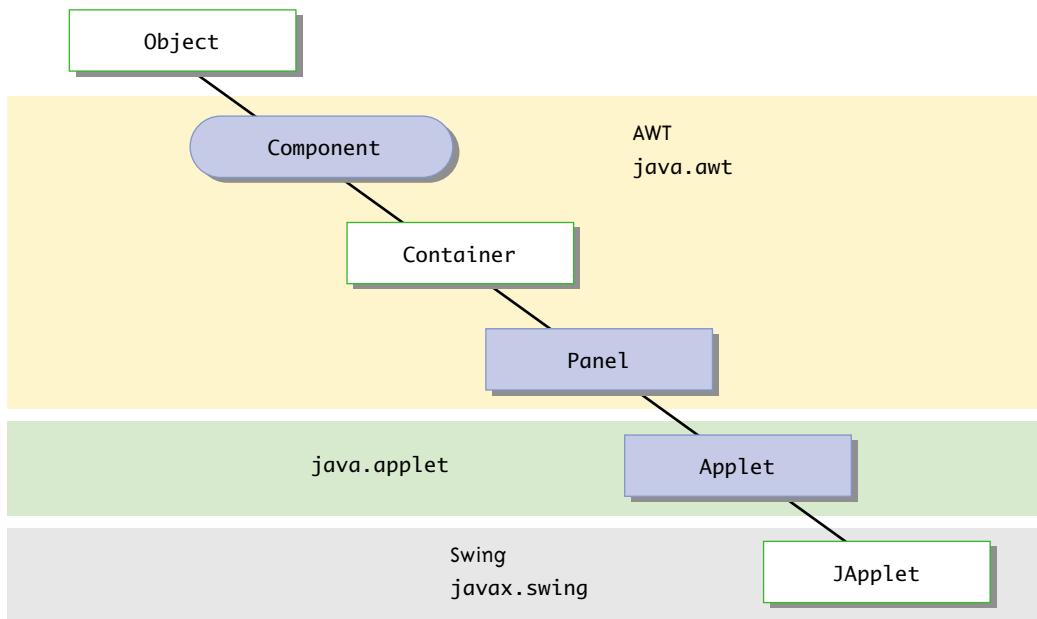 Object
AWT
Component
java.awt
Container
Panel
java.applet
Applet
Swing
JApplet
javax.swing